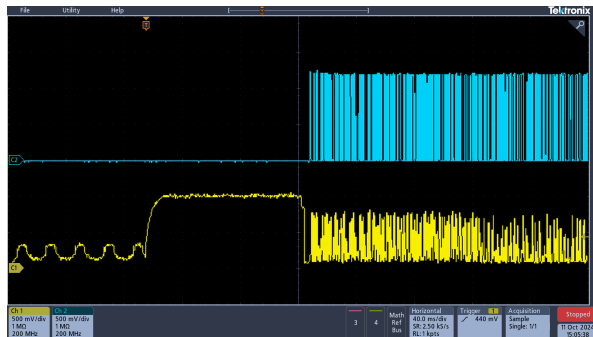 File Utility Help Tektronix
C2
C1
Ch 1 Ch 2 Horizontal Trigger 1 Acquisition Stopped
500 mV/div 500 mV/div 3 4 Math 40.0 ms/div 440 mV Sample
1 MΩ 1 MΩ Ref SR: 2.50 kS/s Single: 1/1 11 Oct 2024
200 MHz 200 MHz Bus RL: 1 kpts 15:05:38